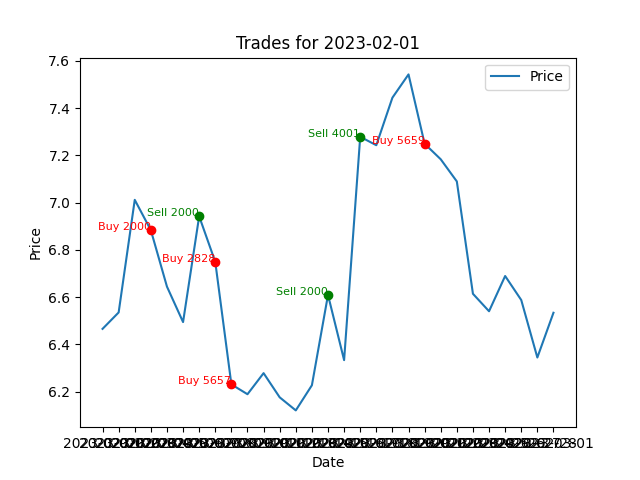 Trades for 2023-02-01
7.6
7.4
7.2
7.0
6.8
6.6
6.4
6.2
Price
Price
Sell 4001
Buy 5659
Sell 2000
Buy 2000
Buy 2828
Sell 2000
Buy 5657
Date